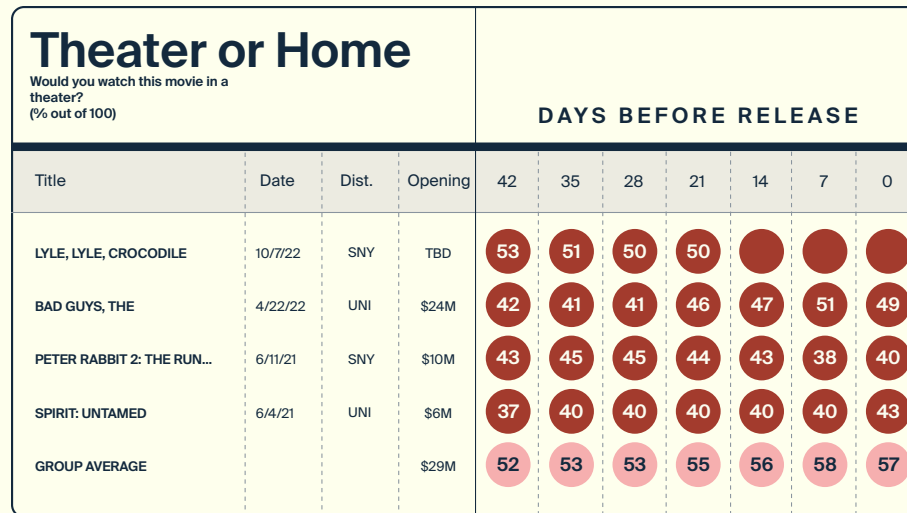 Theater or Home
Would you watch this movie in a
theater?
(% out of 100)
DAYS BEFORE RELEASE
Title Date Dist. Opening 42 35 28 21 14 7 0
LYLE, LYLE, CROCODILE 10/7/22 SNY TBD 53 51 50 50
BAD GUYS, THE 4/22/22 UNI $24M 42 41 41 46 47 51 49
PETER RABBIT 2: THE RUN... 6/11/21 SNY $10M 43 45 45 44 43 38 40
SPIRIT: UNTAMED 6/4/21 UNI $6M 37 40 40 40 40 40 43
GROUP AVERAGE $29M 52 53 53 55 56 58 57